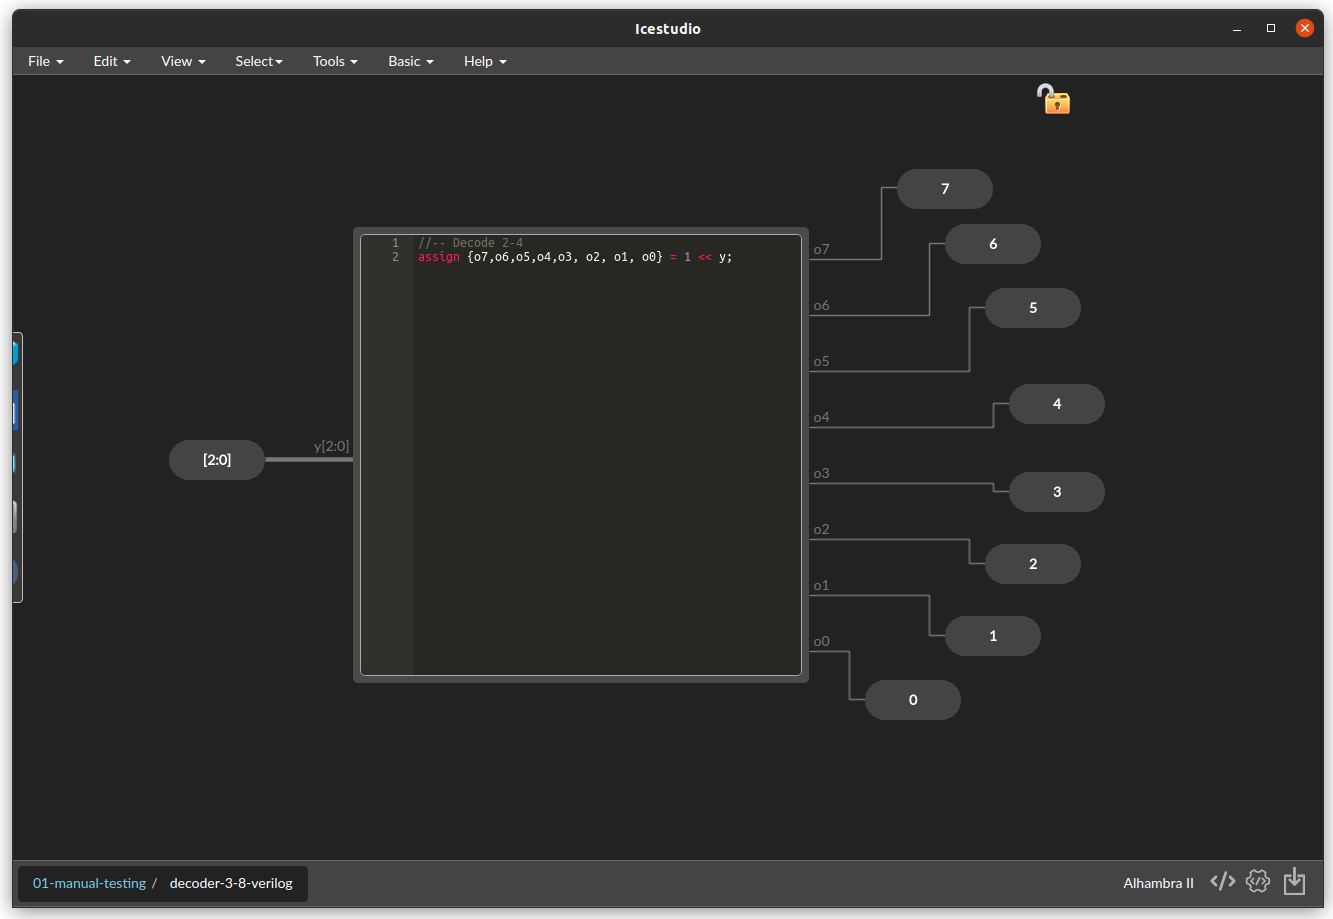 Icestudio
File Edit View Select Tools Basic Help
7
6
5
4
3
2
1
0
o7
o6
o5
o4
o3
o2
o1
o0
[2:0]
y[2:0]
1 //-- Decode 2-4
2 assign {o7,o6,o5,o4,o3, o2, o1, o0} = 1 << y;
01-manual-testing / decoder-3-8-verilog
Alhambra II